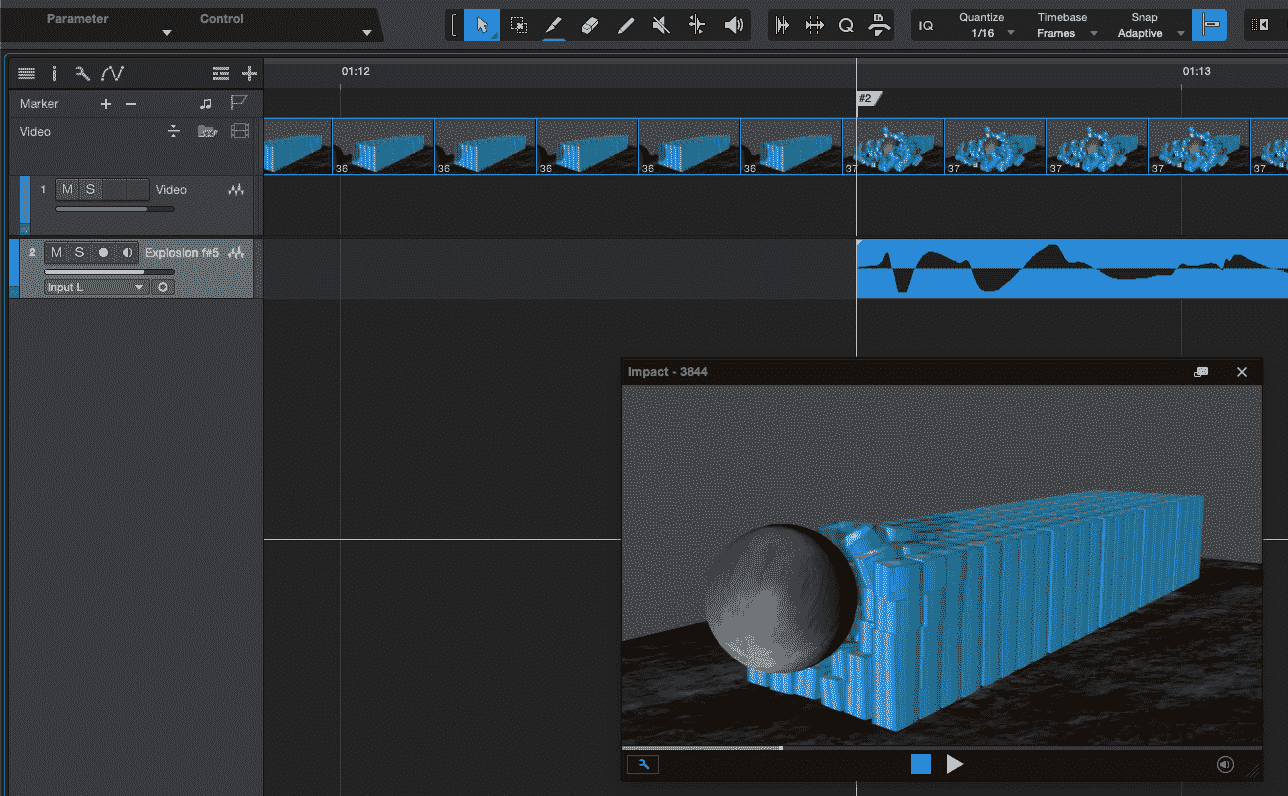 Parameter
Control
IQ
Quantize
1/16
Timebase
Frames
Snap
Adaptive
01:12
01:13
Marker
#2
Video
36
36
36
36
36
37
37
37
37
37
1 M S Video
2 M S Explosion f#5
Input L
Impact - 3844